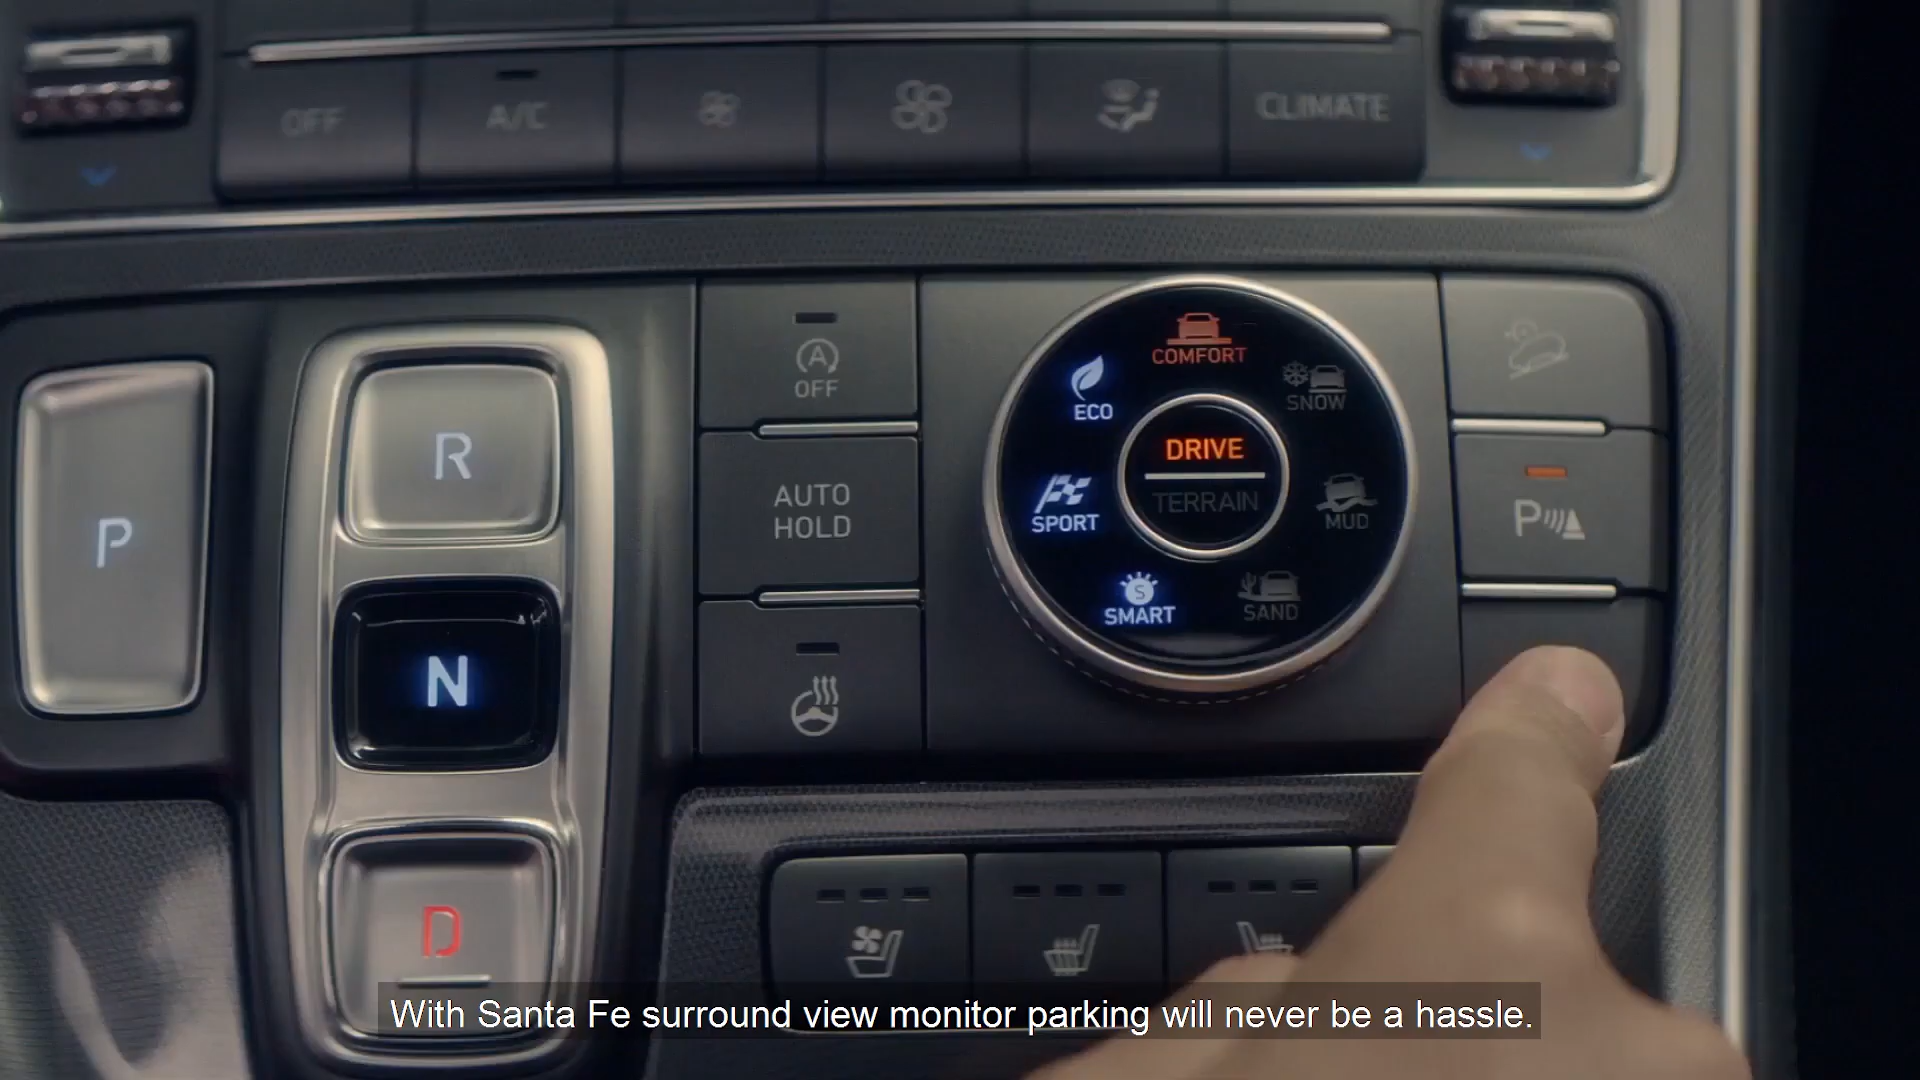 OFF
A/C
CLIMATE
A
OFF
AUTO
HOLD
COMFORT
ECO
SNOW
DRIVE
TERRAIN
SPORT
MUD
S
SMART
SAND
P
P
R
N
D
With Santa Fe surround view monitor parking will never be a hassle.